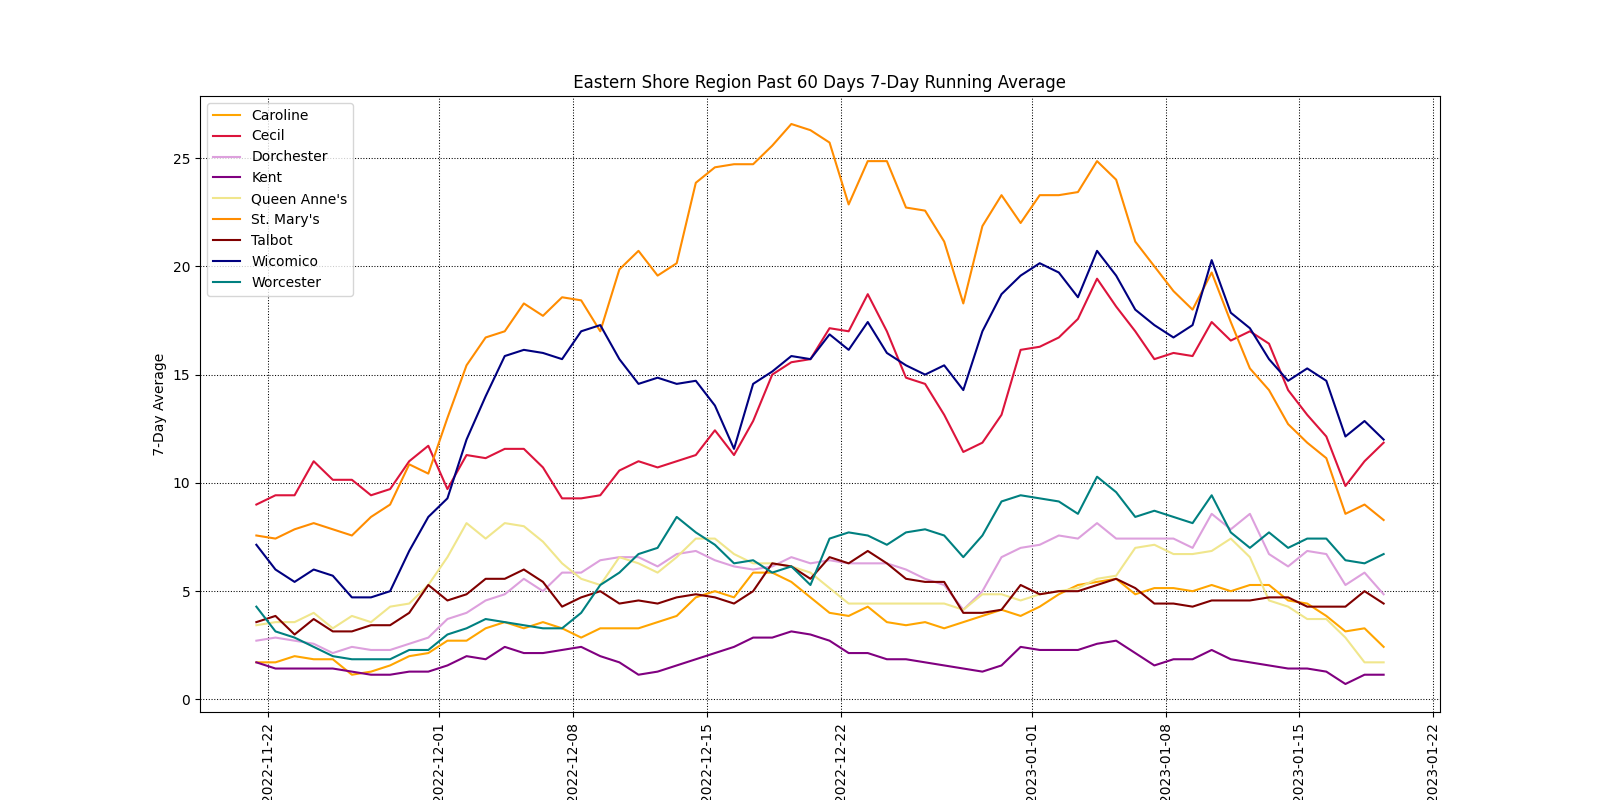 Eastern Shore Region Past 60 Days 7-Day Running Average
Caroline
Cecil
Dorchester
Kent
Queen Anne's
St. Mary's
Talbot
Wicomico
Worcester
25
20
15
10
5
0
7-Day Average
2022-11-22
2022-12-01
2022-12-08
2022-12-15
2022-12-22
2023-01-01
2023-01-08
2023-01-15
2023-01-22